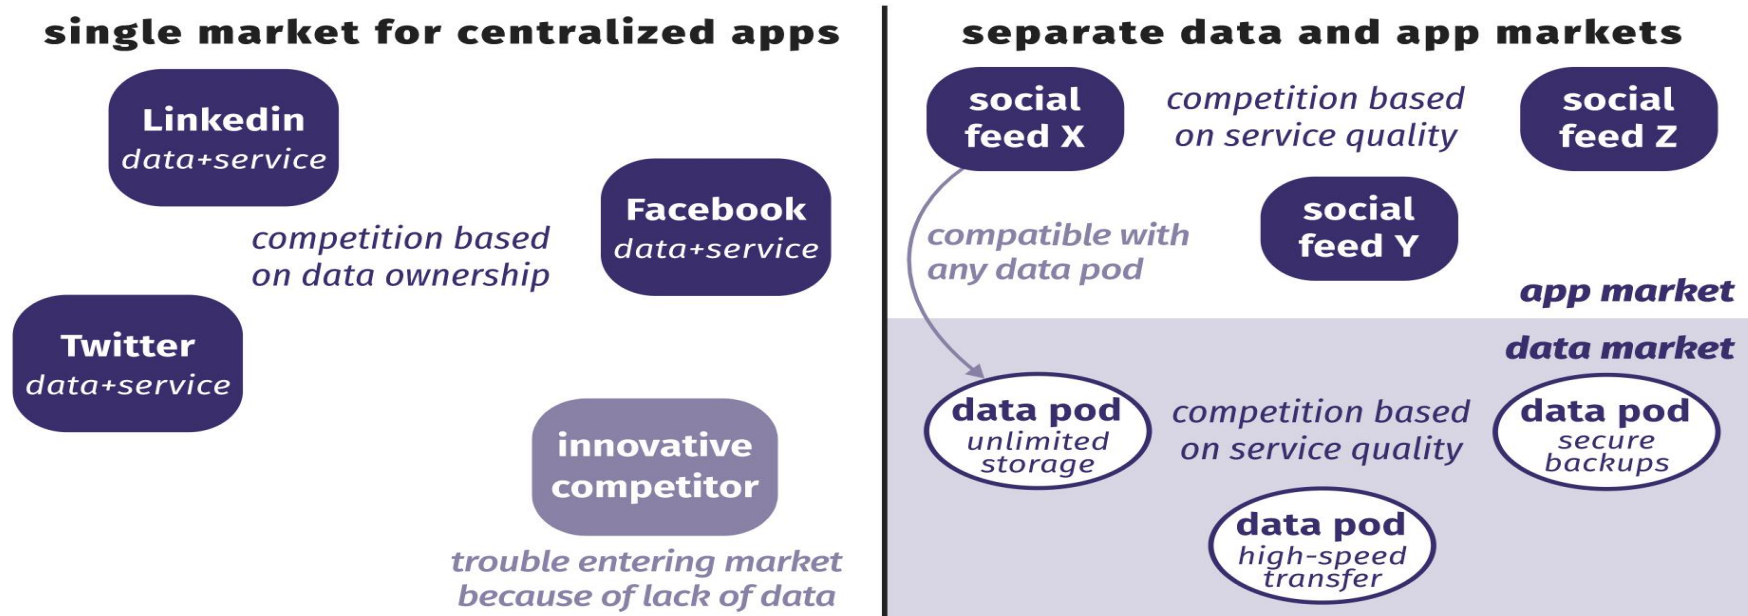 single market for centralized apps
Linkedin
data+service
Facebook
data+service
competition based
on data ownership
Twitter
data+service
innovative
competitor
trouble entering market
because of lack of data
separate data and app markets
social
feed X
competition based
on service quality
social
feed Z
social
feed Y
compatible with
any data pod
app market
data market
data pod
unlimited
storage
competition based
on service quality
data pod
secure
backups
data pod
high-speed
transfer